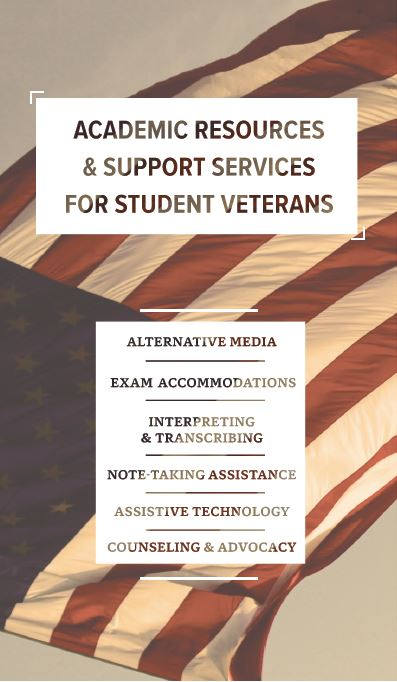 ACADEMIC RESOURCES
& SUPPORT SERVICES
FOR STUDENT VETERANS
ALTERNATIVE MEDIA
EXAM ACCOMMODATIONS
INTERPRETING
& TRANSCRIBING
NOTE-TAKING ASSISTANCE
ASSISTIVE TECHNOLOGY
COUNSELING & ADVOCACY